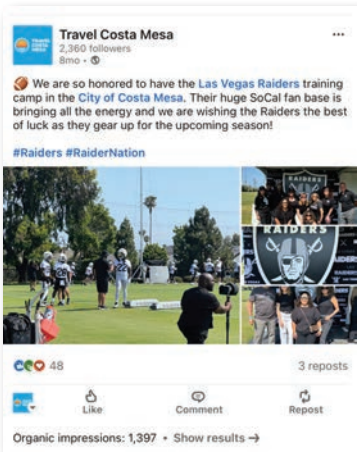 Travel Costa Mesa
2,360 followers
8mo •
🏈 We are so honored to have the Las Vegas Raiders training
camp in the City of Costa Mesa. Their huge SoCal fan base is
bringing all the energy and we are wishing the Raiders the best
of luck as they gear up for the upcoming season!
#Raiders #RaiderNation
RAIDERS
RAIDERS
22
48
3 reposts
Like
Comment
Repost
Organic impressions: 1,397 • Show results →